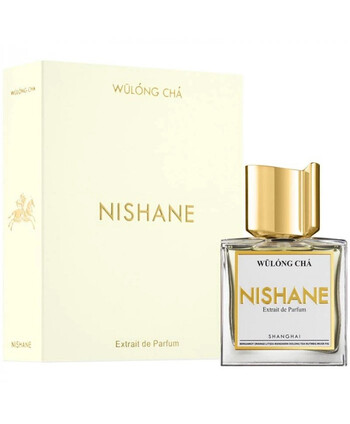 WŪLÓNG CHÁ
NISHANE
Extrait de Parfum
WŪLÓNG CHÁ
NISHANE
Extrait de Parfum
SHANGHAI